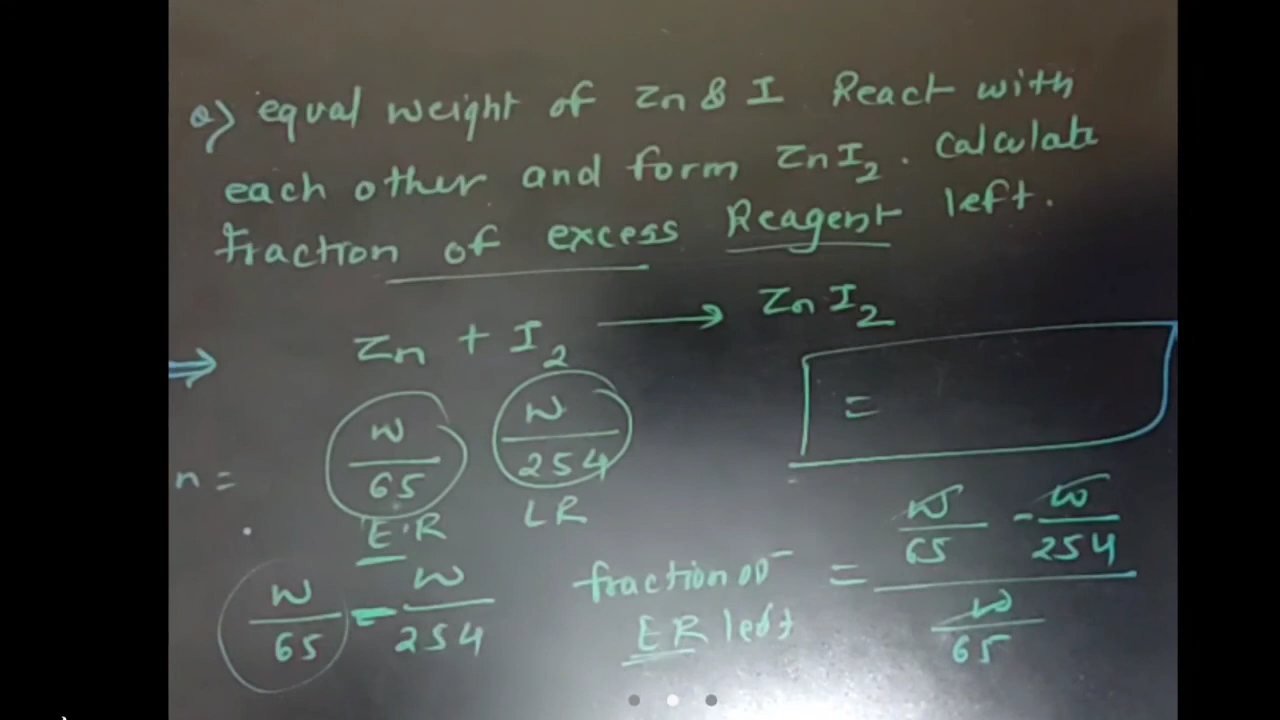 Q) equal weight of Zn & I React with
each other and form ZnI₂. Calculate
fraction of excess Reagent left.
⇒ Zn + I₂ ⟶ ZnI₂
=
n = w/65 w/254
E.R LR
w/65 - w/254
fraction of ER left = (w/65 - w/254) / (w/65)